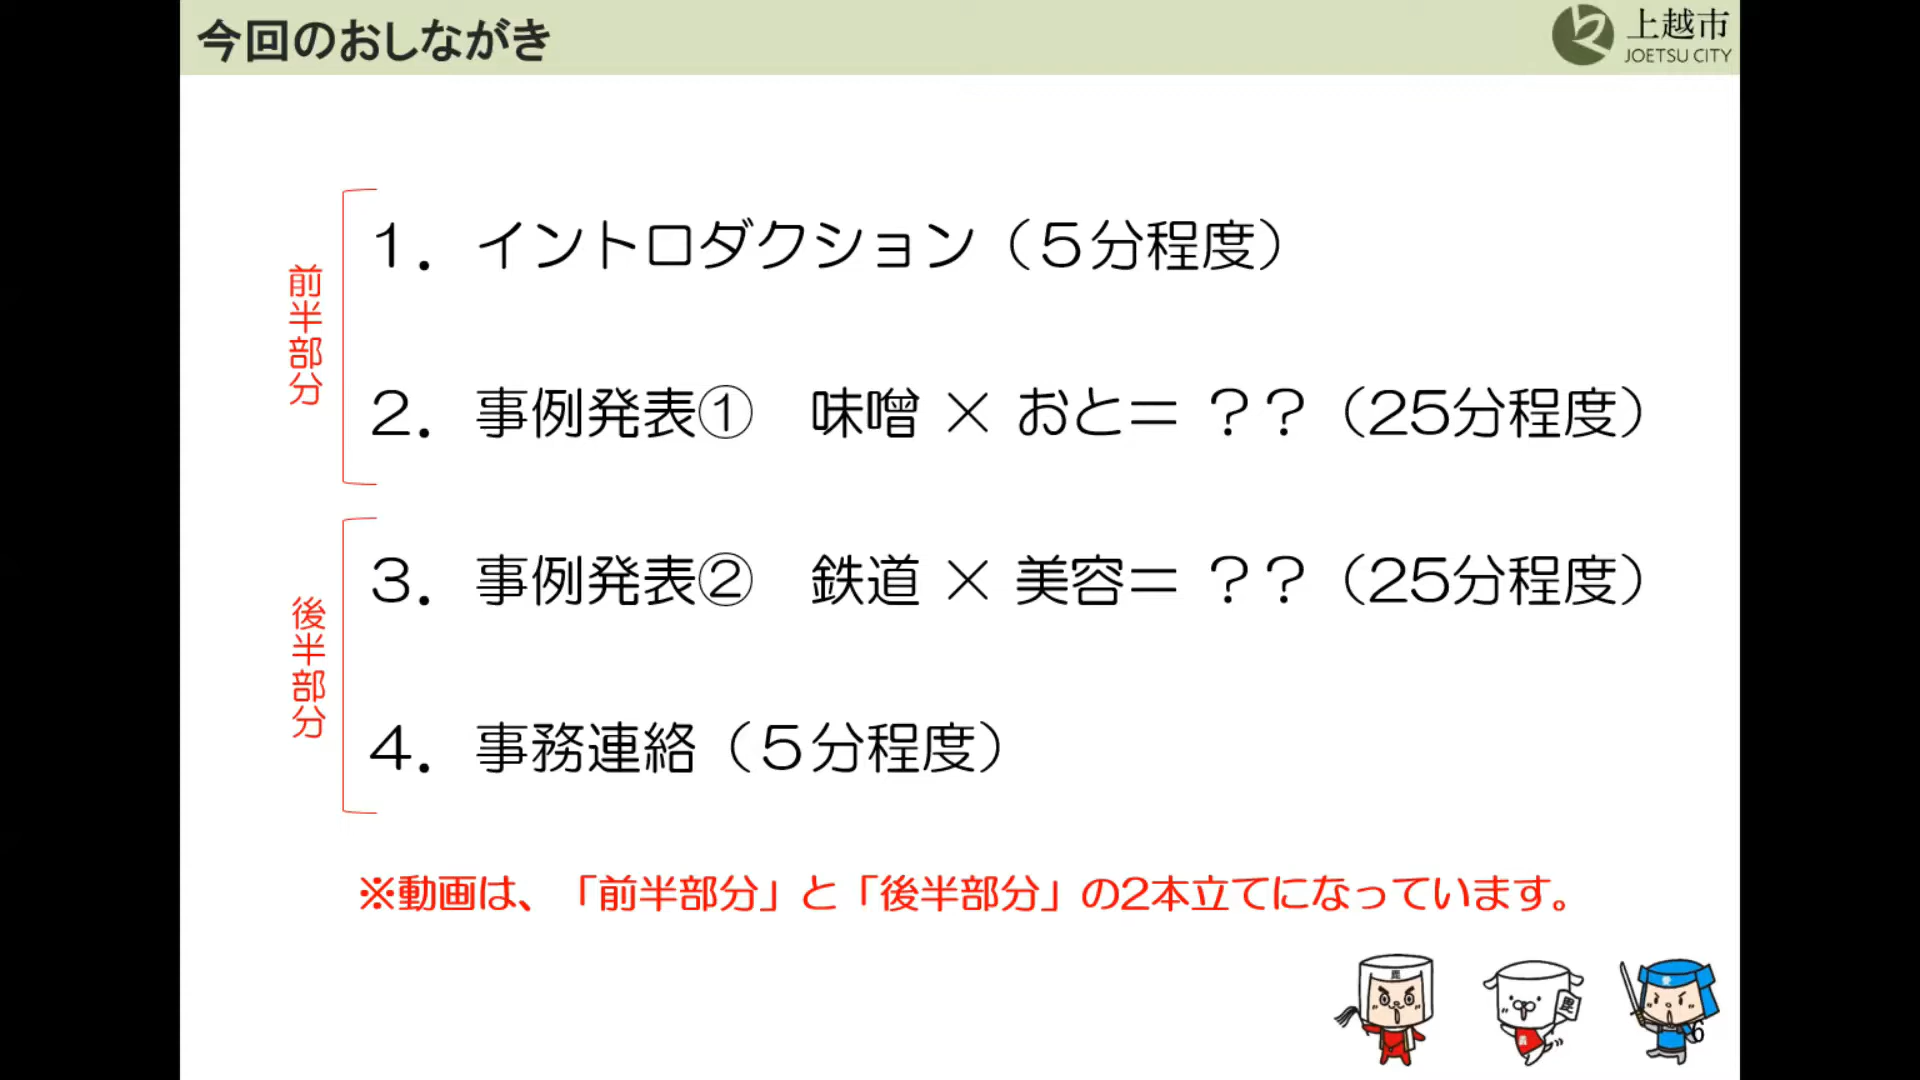 今回のおしながき
上越市
JOETSU CITY
前半部分
1．イントロダクション（5分程度）
2．事例発表①　味噌 × おと＝ ？？（25分程度）
後半部分
3．事例発表②　鉄道 × 美容＝ ？？（25分程度）
4．事務連絡（5分程度）
※動画は、「前半部分」と「後半部分」の2本立てになっています。
毘
毘
義
6